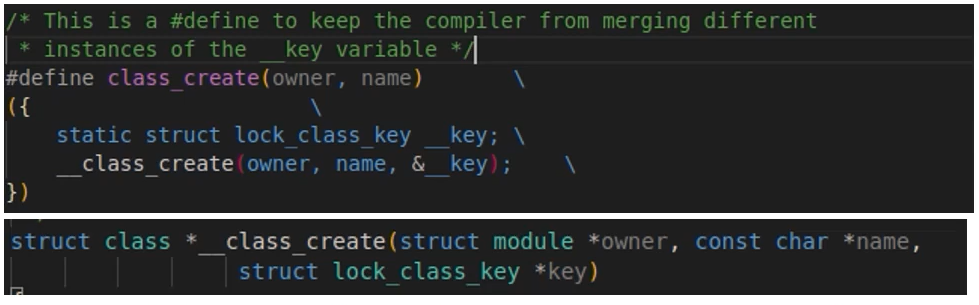 /* This is a #define to keep the compiler from merging different
 * instances of the __key variable */
#define class_create(owner, name)       \
({                      \
    static struct lock_class_key __key; \
    __class_create(owner, name, &__key);    \
})
struct class *__class_create(struct module *owner, const char *name,
                 struct lock_class_key *key)